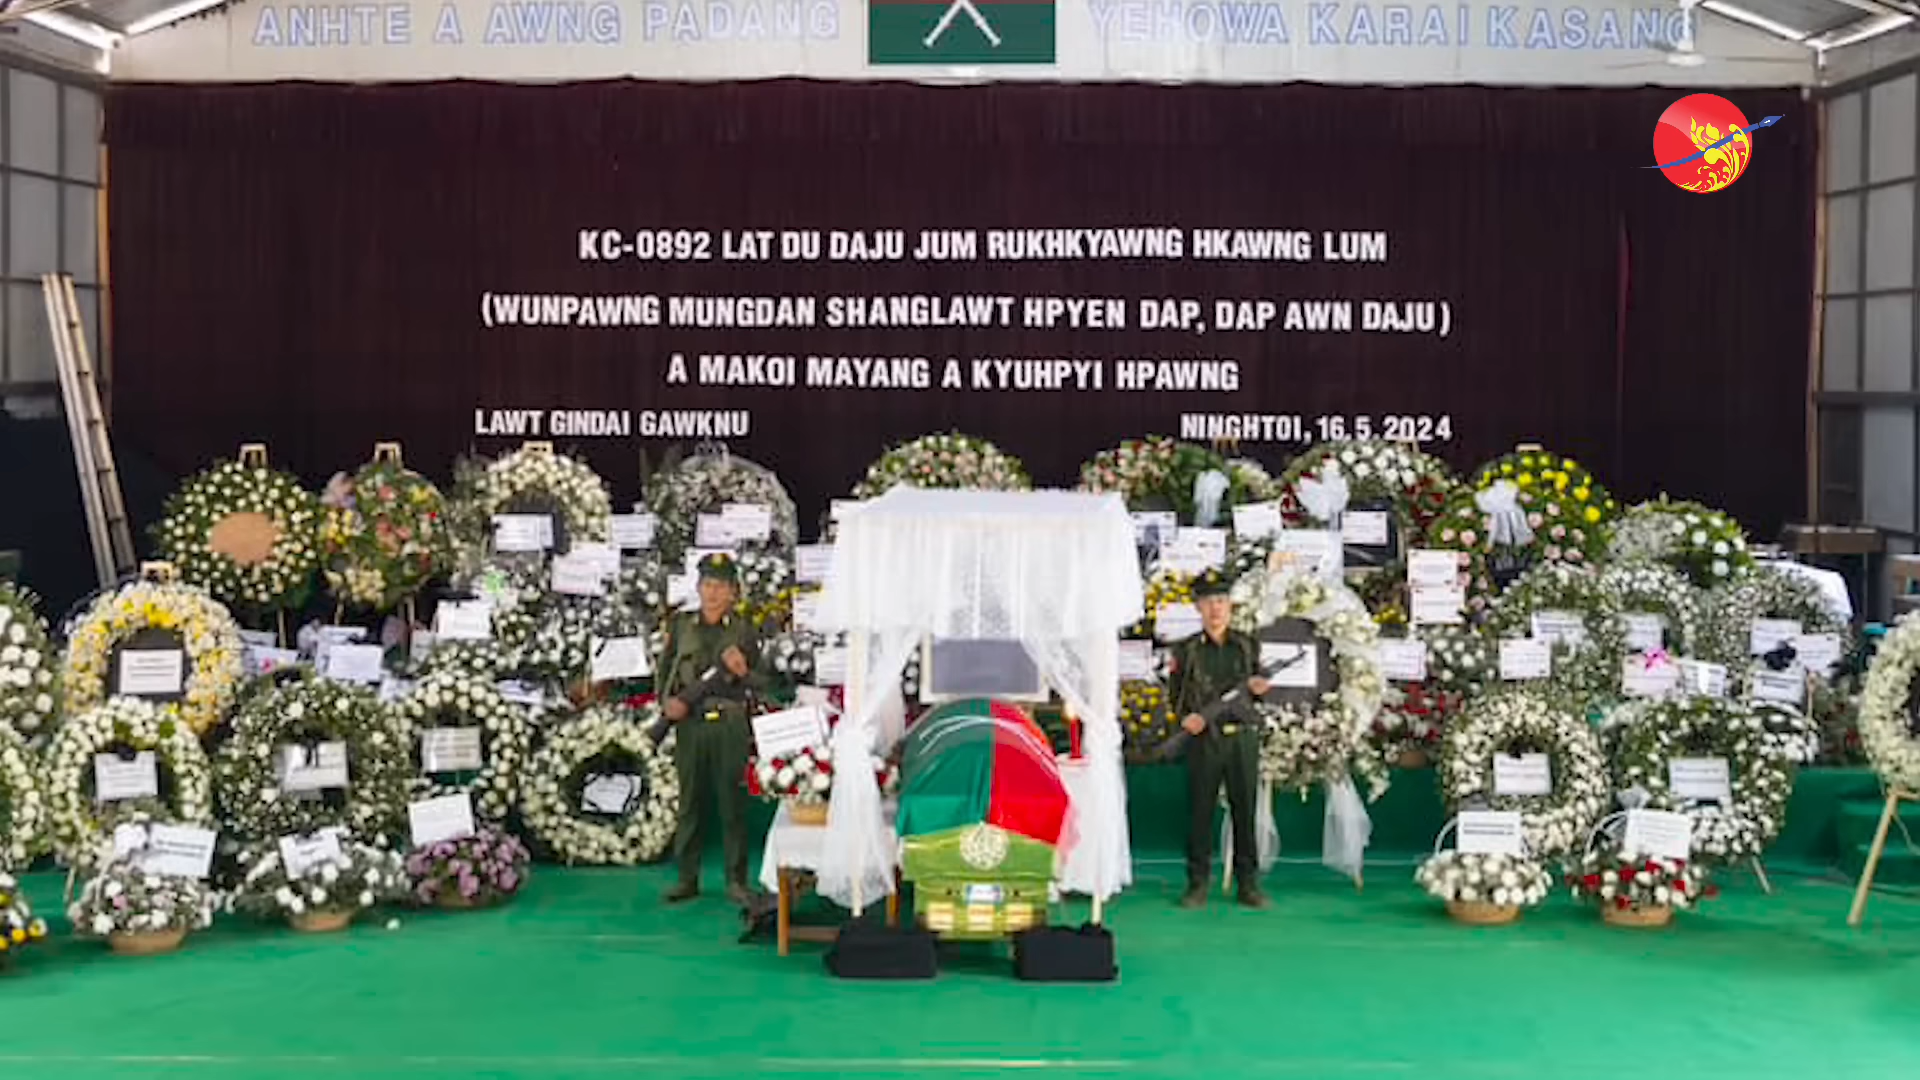 ANHTE A AWNG PADANG YEHOWA KARAI KASANG
KC-0892 LAT DU DAJU JUM RUKHKYAWNG HKAWNG LUM
(WUNPAWNG MUNGDAN SHANGLAWT HPYEN DAP, DAP AWN DAJU)
A MAKOI MAYANG A KYUHPYI HPAWNG
LAWT GINDAI GAWKNU NINGHTOI, 16.5.2024